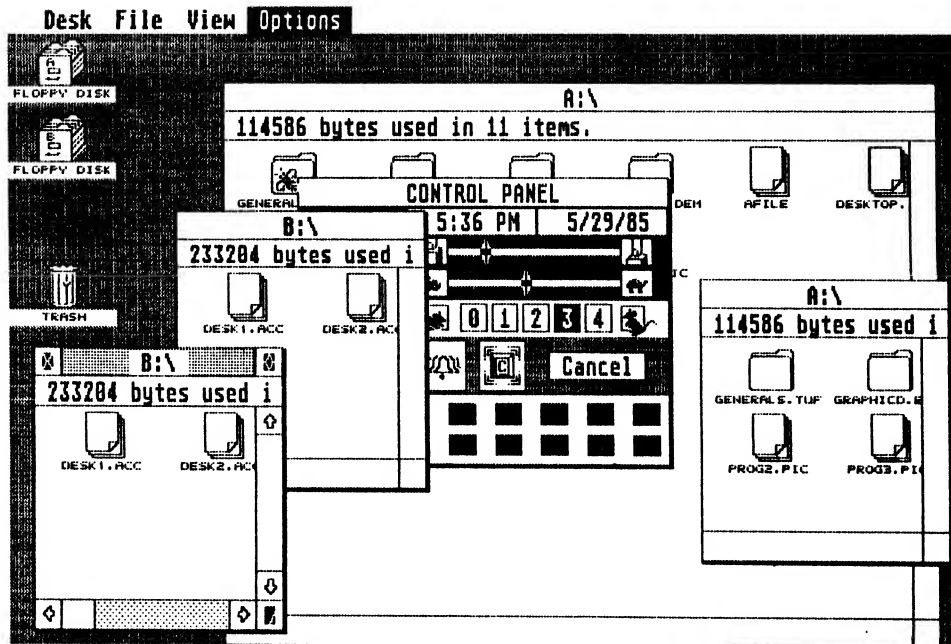 Desk File View Options
FLOPPY DISK
FLOPPY DISK
TRASH
A:\
114586 bytes used in 11 items.
DEM
AFILE
DESKTOP.
CONTROL PANEL
5:36 PM 5/29/85
0 1 2 3 4
Cancel
B:\
233204 bytes used i
DESK1.ACC DESK2.AC
A:\
114586 bytes used i
GENERALS.TUF GRAPHICD.
PROG2.PIC PROG3.PI
B:\
233204 bytes used i
DESK1.ACC DESK2.AC